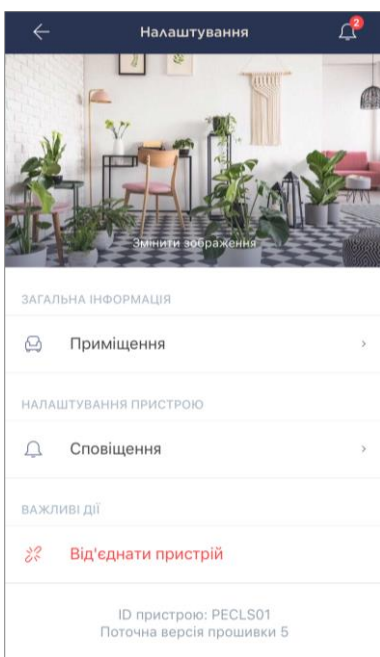 Налаштування
2
Змінити зображення
ЗАГАЛЬНА ІНФОРМАЦІЯ
Приміщення
НАЛАШТУВАННЯ ПРИСТРОЮ
Сповіщення
ВАЖЛИВІ ДІЇ
Від'єднати пристрій
ID пристрою: PECLS01
Поточна версія прошивки 5